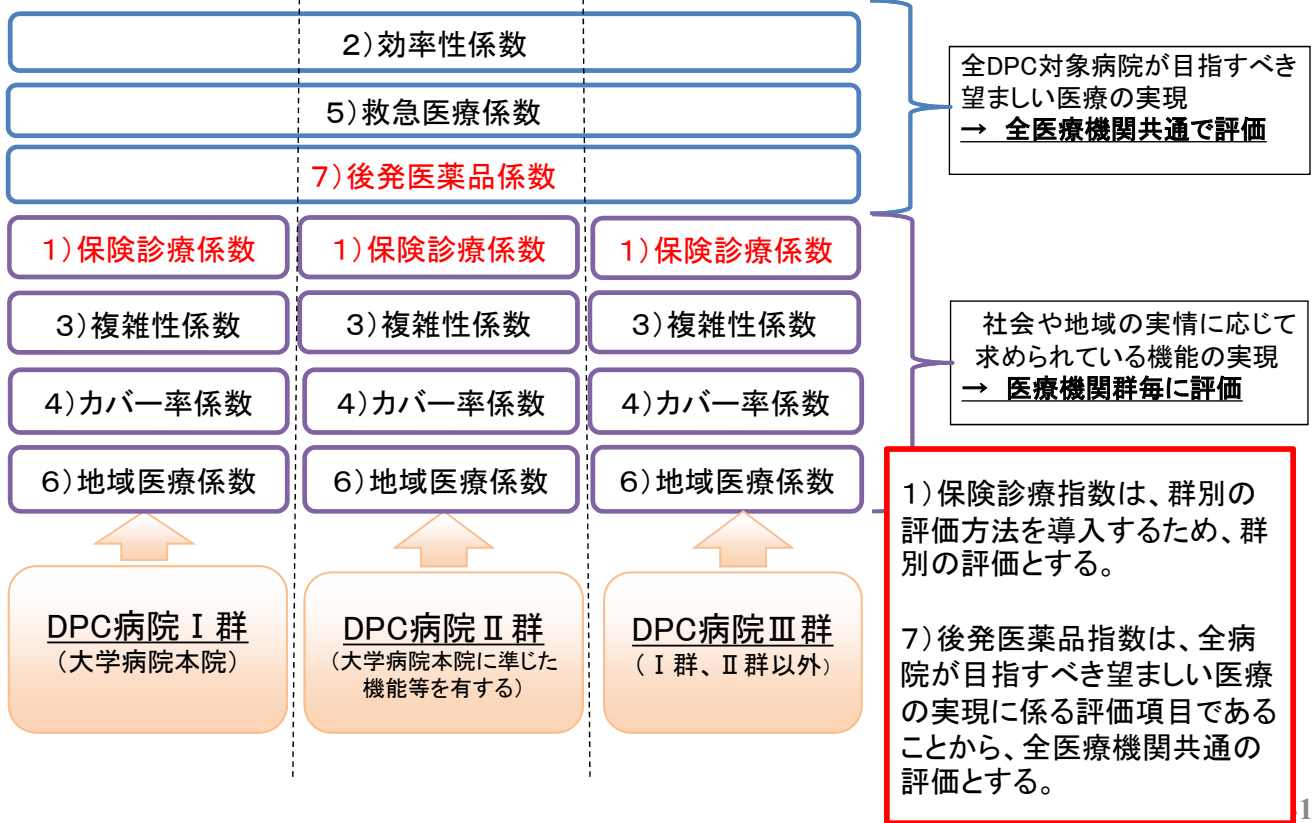 2)効率性係数
5)救急医療係数
7)後発医薬品係数
全DPC対象病院が目指すべき
望ましい医療の実現
→ 全医療機関共通で評価
1)保険診療係数
1)保険診療係数
1)保険診療係数
3)複雑性係数
3)複雑性係数
3)複雑性係数
4)カバー率係数
4)カバー率係数
4)カバー率係数
6)地域医療係数
6)地域医療係数
6)地域医療係数
社会や地域の実情に応じて
求められている機能の実現
→ 医療機関群毎に評価
DPC病院Ⅰ群
(大学病院本院)
DPC病院Ⅱ群
(大学病院本院に準じた
機能等を有する)
DPC病院Ⅲ群
(Ⅰ群、Ⅱ群以外)
1)保険診療指数は、群別の
評価方法を導入するため、群
別の評価とする。
7)後発医薬品指数は、全病
院が目指すべき望ましい医療
の実現に係る評価項目である
ことから、全医療機関共通の
評価とする。